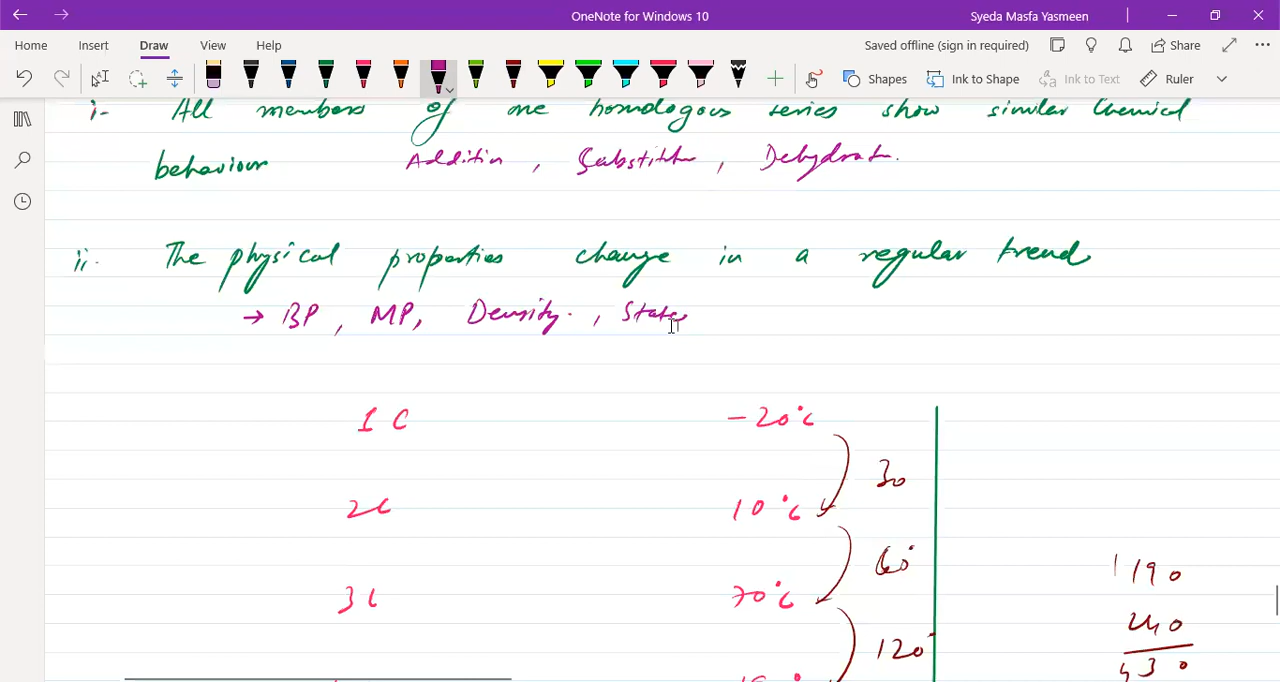 OneNote for Windows 10
Syeda Masfa Yasmeen
Home Insert Draw View Help
Saved offline (sign in required) Share
Shapes Ink to Shape Ink to Text Ruler
i- All members of one homologous series show similar Chemical
behaviour Addition, Substitu, Dehydrat.
ii- The physical properties change in a regular trend
→ BP, MP, Density., State
1 C -20°C
30
2C 10°C
60°
3C 70°C
120°
190
240
430